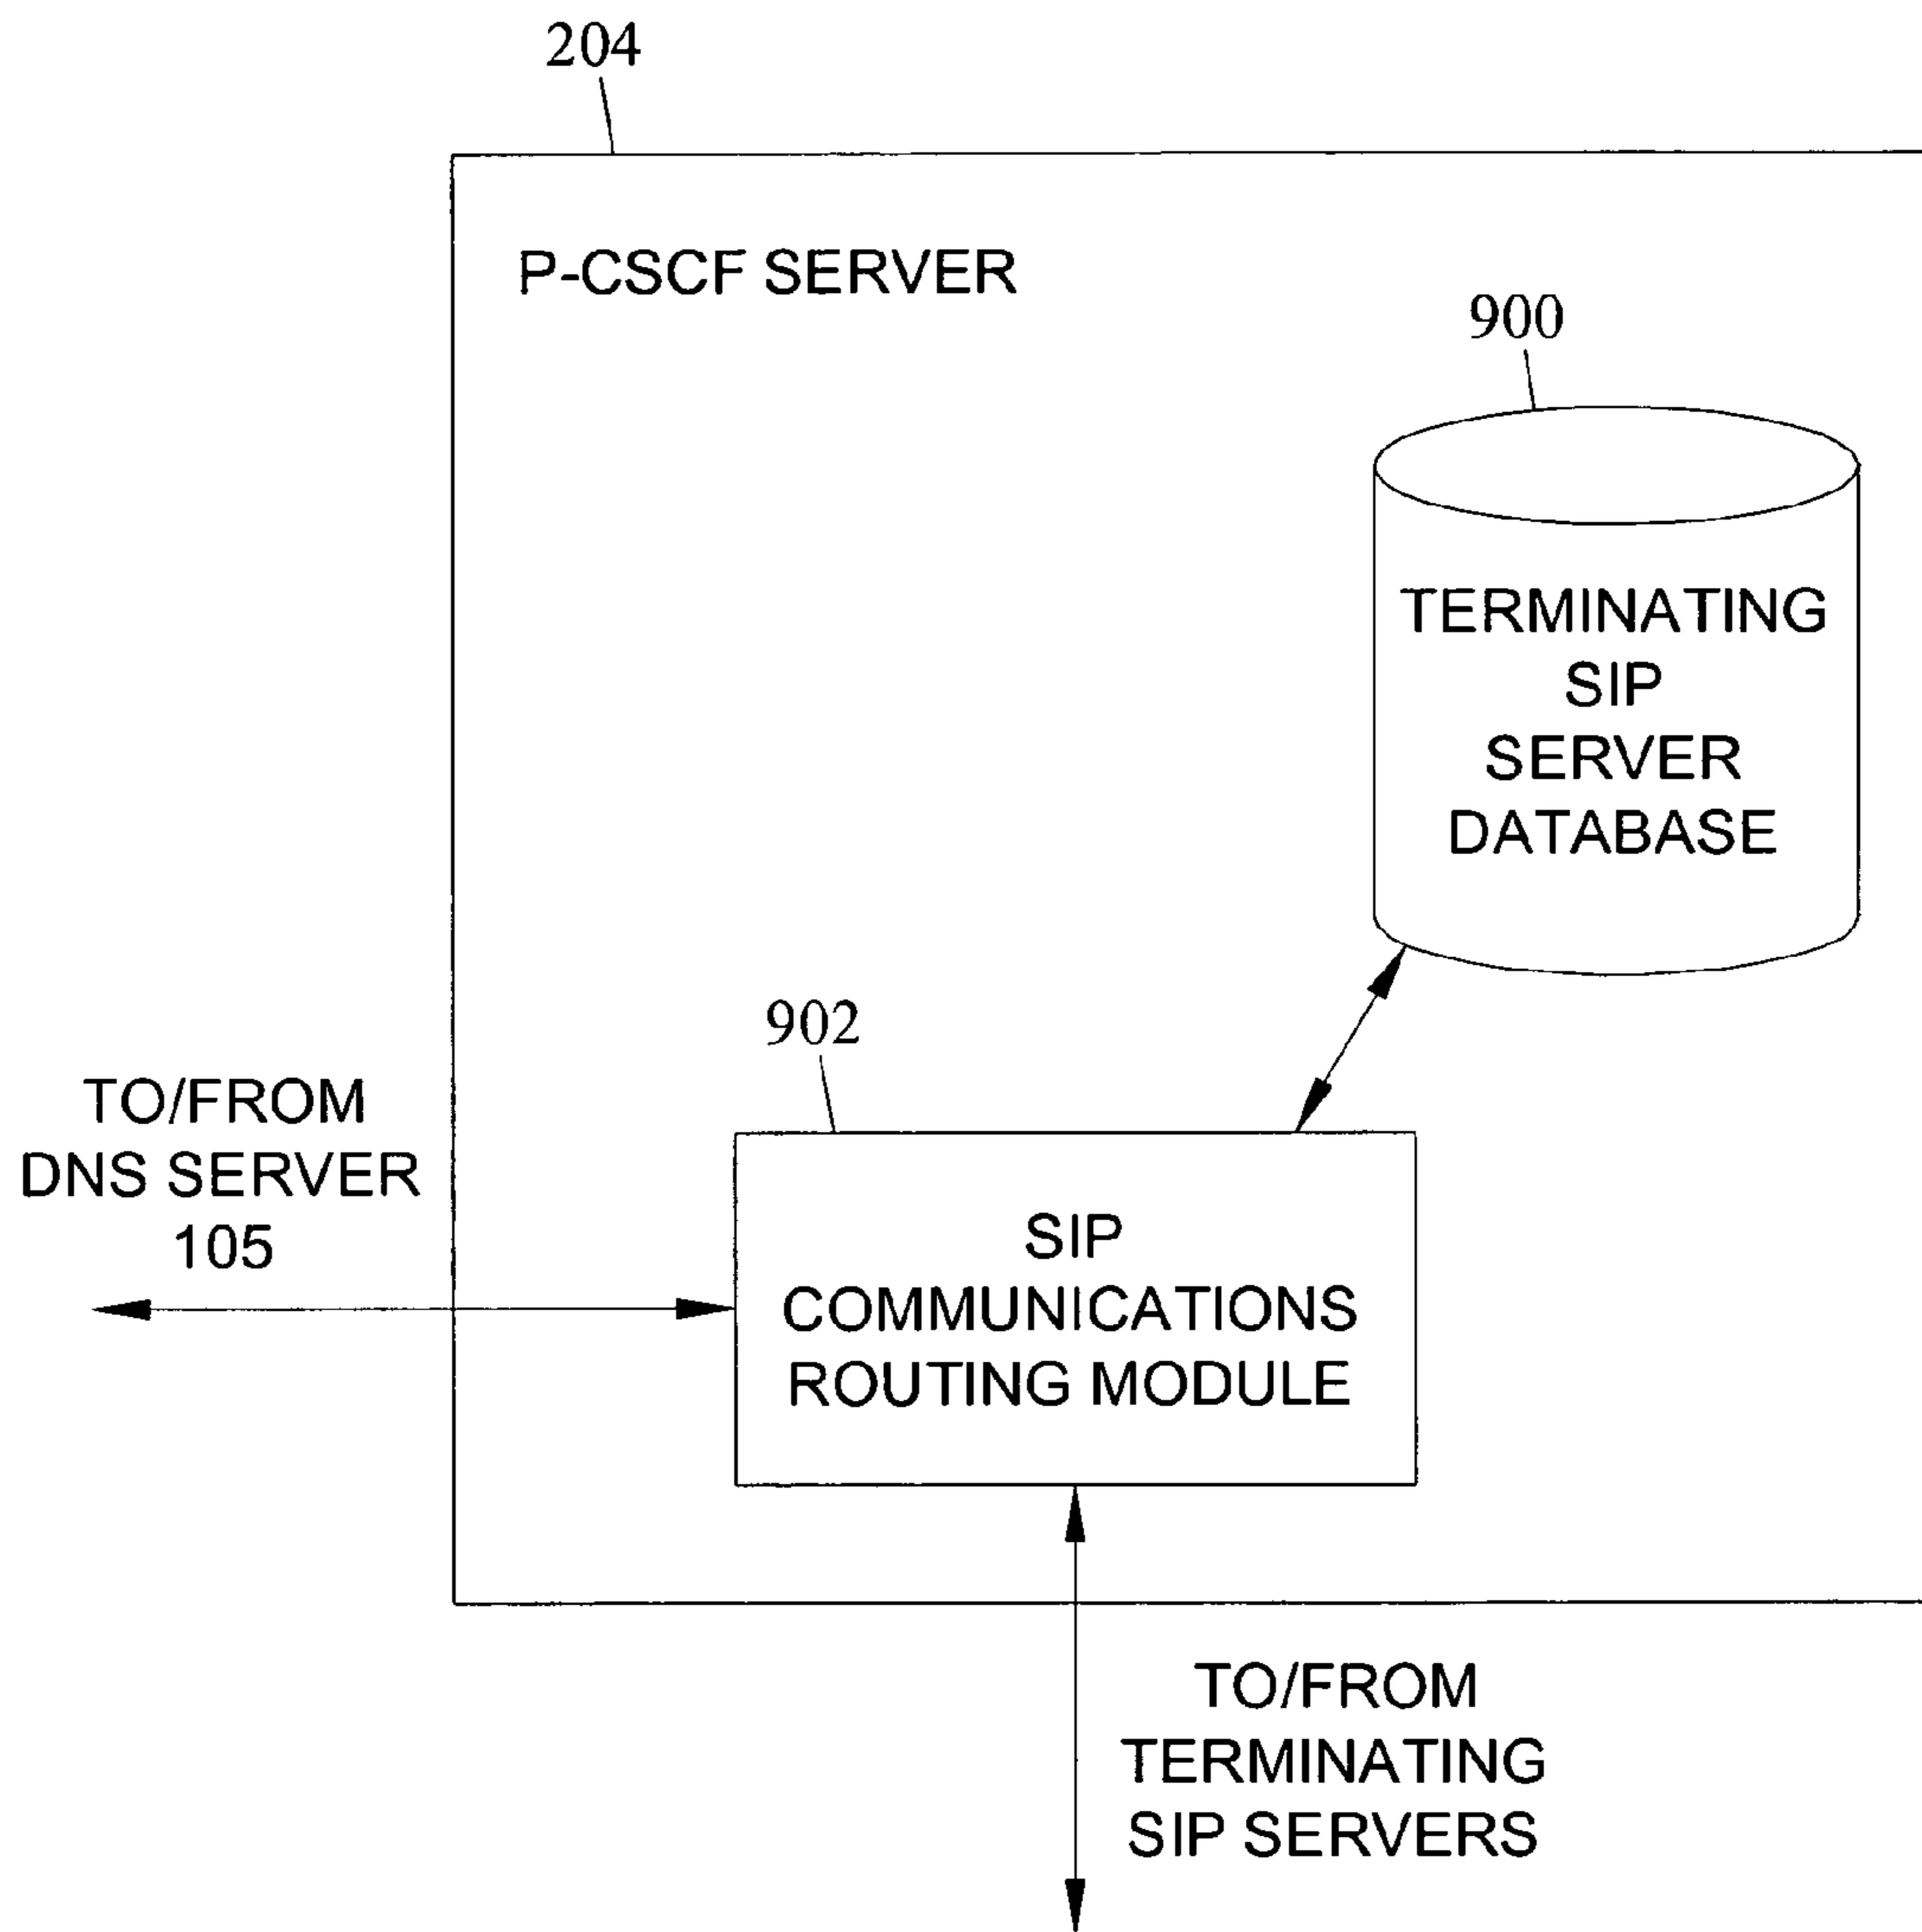 204
P-CSCF SERVER
900
TERMINATING
SIP
SERVER
DATABASE
902
TO/FROM
DNS SERVER
105
SIP
COMMUNICATIONS
ROUTING MODULE
TO/FROM
TERMINATING
SIP SERVERS